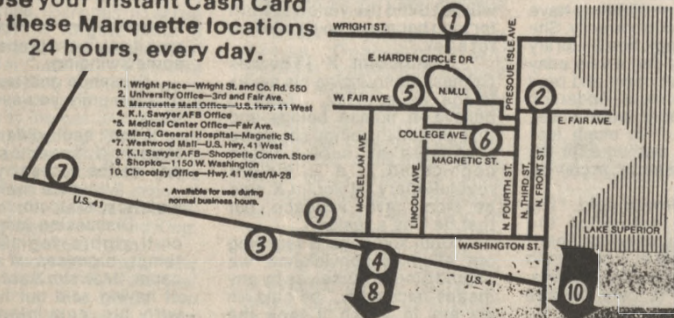 Use your Instant Cash Card
these Marquette locations
24 hours, every day.
1. Wright Place—Wright St. and Co. Rd. 550
2. University Office—3rd and Fair Ave.
3. Marquette Mall Office—U.S. Hwy. 41 West
4. K.I. Sawyer AFB Office
*5. Medical Center Office—Fair Ave.
6. Marq. General Hospital—Magnetic St.
*7. Westwood Mall—U.S. Hwy. 41 West
8. K.I. Sawyer AFB—Shoppette Conven. Store
9. Shopko—1150 W. Washington
10. Chocolay Office—Hwy. 41 West/M-28
* Available for use during
normal business hours.
WRIGHT ST.
1
E. HARDEN CIRCLE DR.
PRESQUE ISLE AVE.
N.M.U.
W. FAIR AVE.
5
2
E. FAIR AVE.
COLLEGE AVE.
6
MAGNETIC ST.
McCLELLAN AVE.
LINCOLN AVE.
N. FOURTH ST.
N. THIRD ST.
N. FRONT ST.
LAKE SUPERIOR
7
U.S. 41
9
3
WASHINGTON ST.
4
8
U.S. 41
10